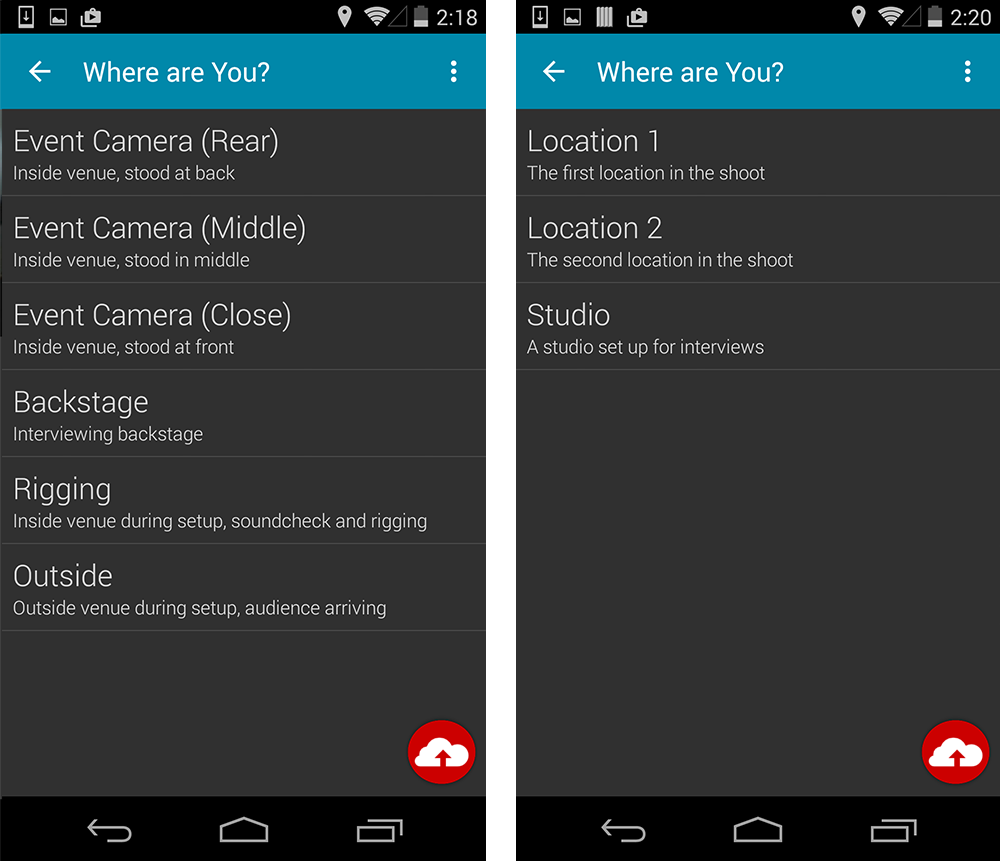 2:18
Where are You?
Event Camera (Rear)
Inside venue, stood at back
Event Camera (Middle)
Inside venue, stood in middle
Event Camera (Close)
Inside venue, stood at front
Backstage
Interviewing backstage
Rigging
Inside venue during setup, soundcheck and rigging
Outside
Outside venue during setup, audience arriving
2:20
Where are You?
Location 1
The first location in the shoot
Location 2
The second location in the shoot
Studio
A studio set up for interviews